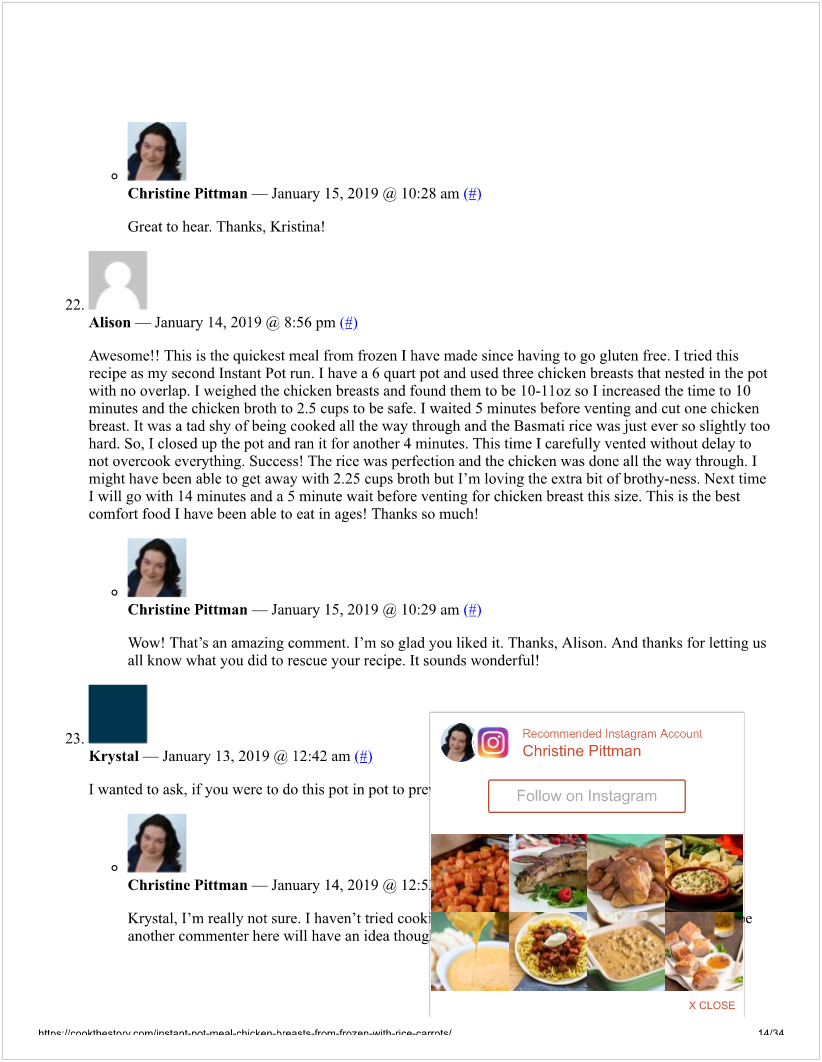 Christine Pittman — January 15, 2019 @ 10:28 am (#)
Great to hear. Thanks, Kristina!
22.
Alison — January 14, 2019 @ 8:56 pm (#)
Awesome!! This is the quickest meal from frozen I have made since having to go gluten free. I tried this
recipe as my second Instant Pot run. I have a 6 quart pot and used three chicken breasts that nested in the pot
with no overlap. I weighed the chicken breasts and found them to be 10-11oz so I increased the time to 10
minutes and the chicken broth to 2.5 cups to be safe. I waited 5 minutes before venting and cut one chicken
breast. It was a tad shy of being cooked all the way through and the Basmati rice was just ever so slightly too
hard. So, I closed up the pot and ran it for another 4 minutes. This time I carefully vented without delay to
not overcook everything. Success! The rice was perfection and the chicken was done all the way through. I
might have been able to get away with 2.25 cups broth but I’m loving the extra bit of brothy-ness. Next time
I will go with 14 minutes and a 5 minute wait before venting for chicken breast this size. This is the best
comfort food I have been able to eat in ages! Thanks so much!
Christine Pittman — January 15, 2019 @ 10:29 am (#)
Wow! That’s an amazing comment. I’m so glad you liked it. Thanks, Alison. And thanks for letting us
all know what you did to rescue your recipe. It sounds wonderful!
23.
Krystal — January 13, 2019 @ 12:42 am (#)
I wanted to ask, if you were to do this pot in pot to
Christine Pittman — January 14, 2019 @
Krystal, I’m really not sure. I haven’t tried
another commenter here will have an idea
Recommended Instagram Account
Christine Pittman
Follow on Instagram
X CLOSE
https://cookthestory.com/instant-pot-meal-chicken-breasts-from-frozen-with-rice-carrots/
14/34